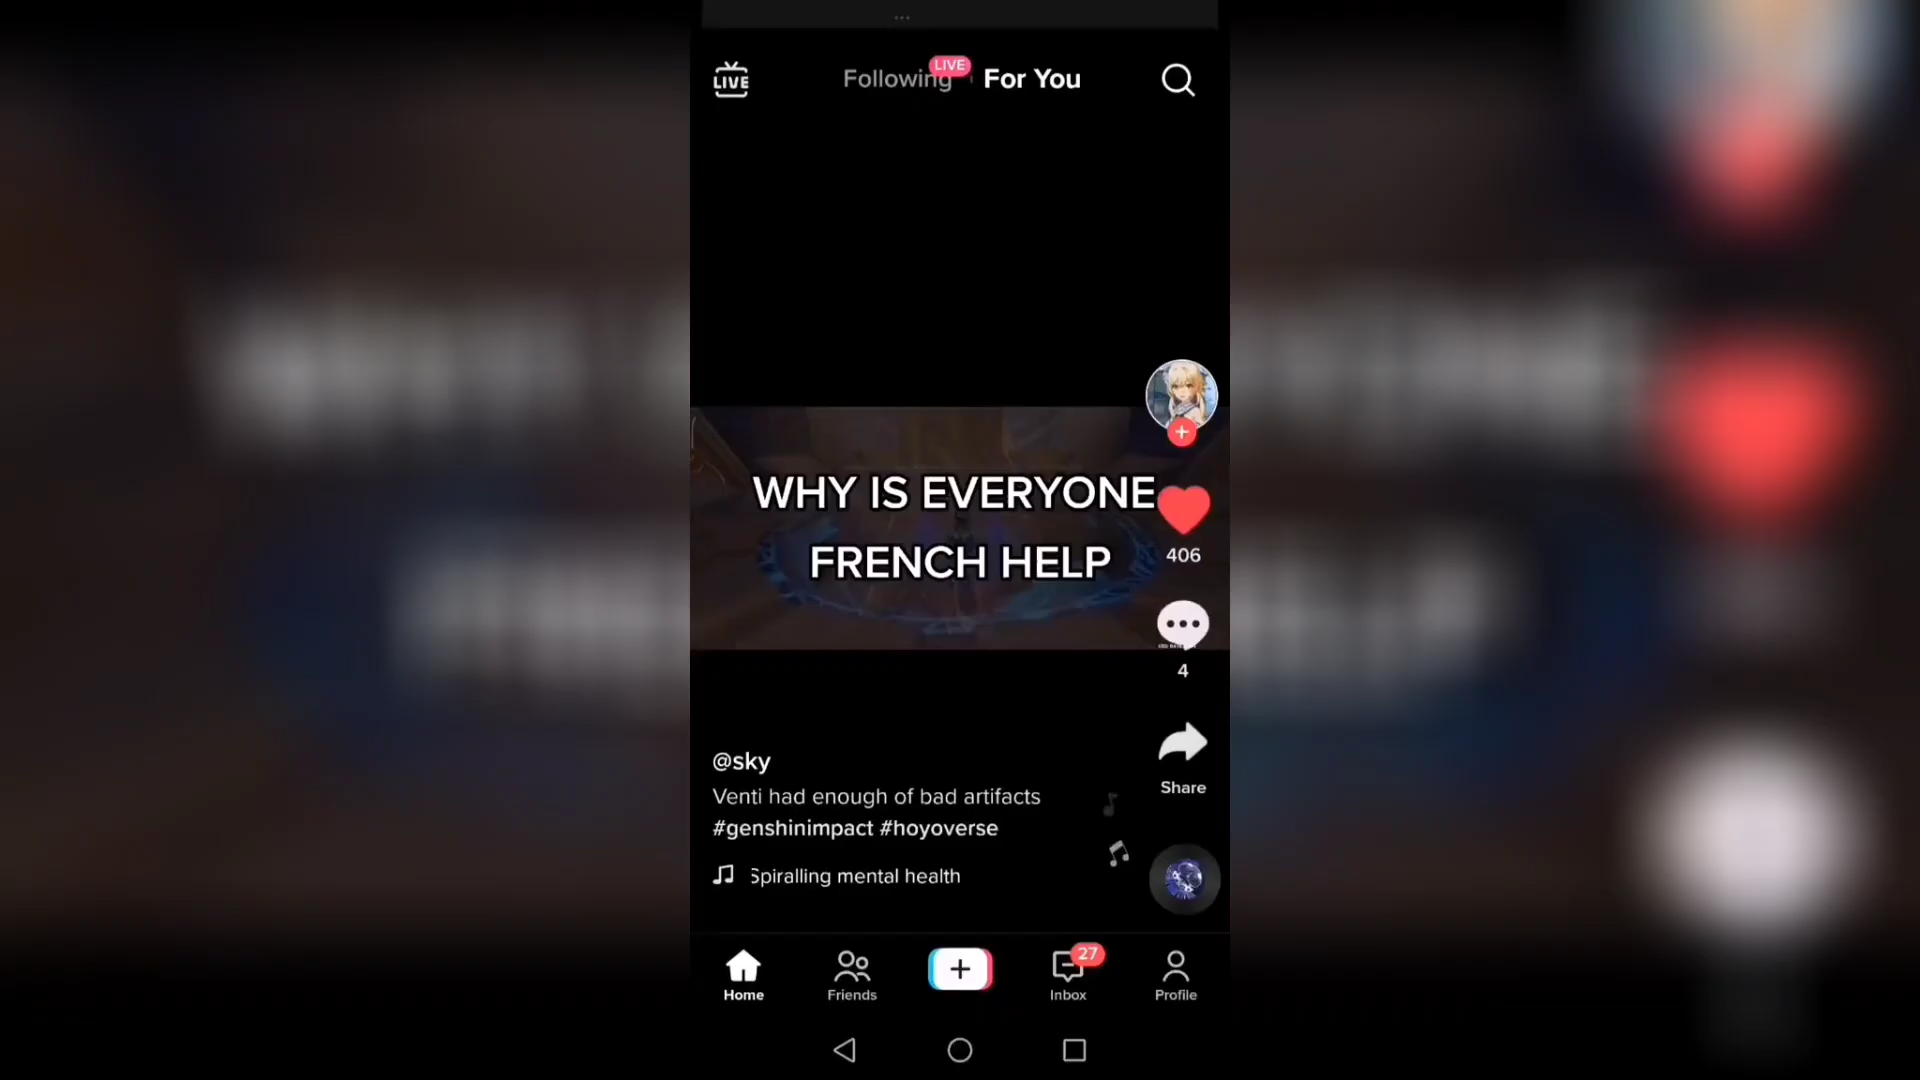 LIVE
Following
LIVE
For You
WHY IS EVERYONE
FRENCH HELP
406
4
Share
@sky
Venti had enough of bad artifacts
#genshinimpact #hoyoverse
Spiralling mental health
Home
Friends
27
Inbox
Profile